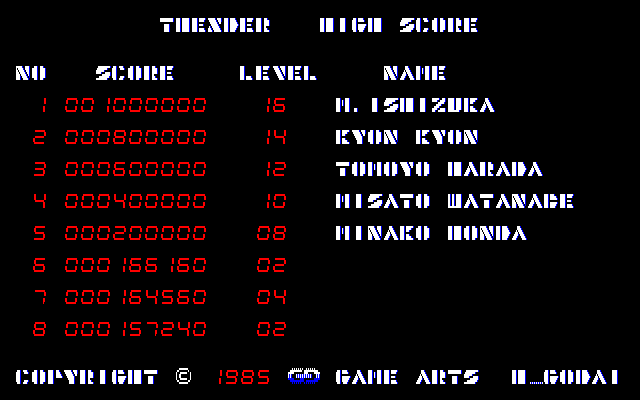 THEXDER HIGH SCORE
NO SCORE LEVEL NAME
1 001000000 16 M.ISHIZUKA
2 000800000 14 KYON KYON
3 000600000 12 TOMOYO HARADA
4 000400000 10 MISATO WATANABE
5 000200000 08 MINAKO HONDA
6 000166160 02
7 000164560 04
8 000157240 02
COPYRIGHT © 1985 GAME ARTS H_GODAI